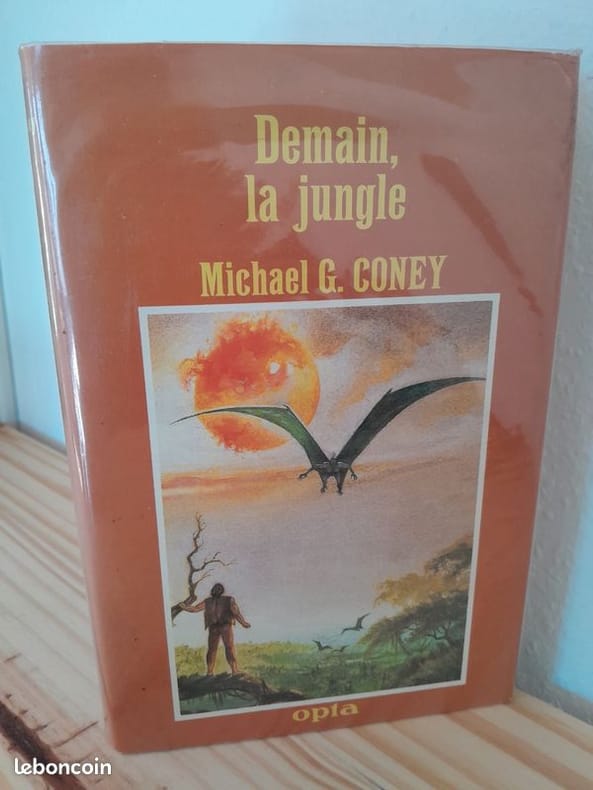 Demain,
la jungle
Michael G. CONEY
opta
leboncoin